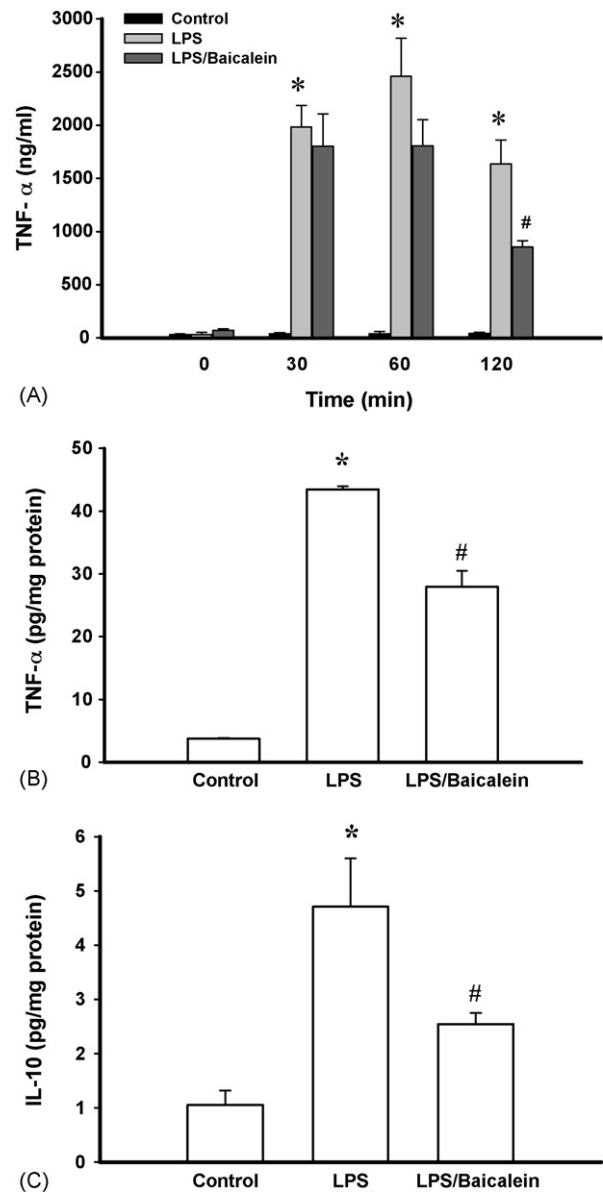 Control
LPS
LPS/Baicalein
TNF- α (ng/ml)
3000
2500
2000
1500
1000
500
0
*
*
*
#
0 30 60 120
Time (min)
(A)
TNF-α (pg/mg protein)
50
40
30
20
10
0
*
#
Control LPS LPS/Baicalein
(B)
IL-10 (pg/mg protein)
6
5
4
3
2
1
0
*
#
Control LPS LPS/Baicalein
(C)